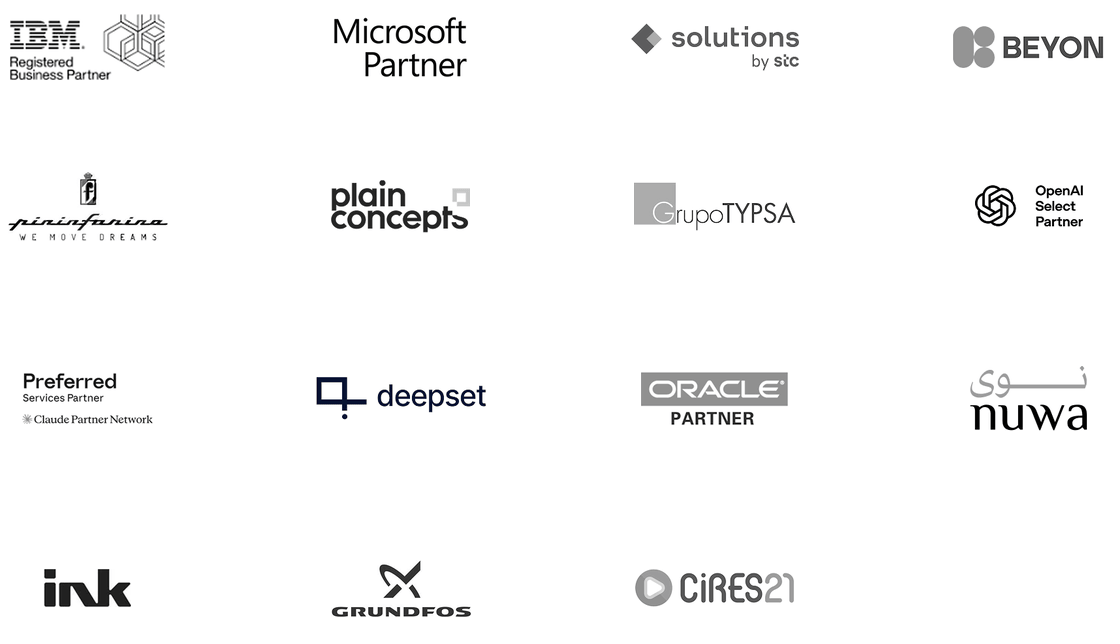 IBM.
Registered
Business Partner
Microsoft
Partner
solutions
by stc
BEYON
f
pininfarina
WE MOVE DREAMS
plain
concepts
GrupoTYPSA
OpenAI
Select
Partner
Preferred
Services Partner
Claude Partner Network
deepset
ORACLE®
PARTNER
نوى
nuwa
ink
GRUNDFOS
CiRES21